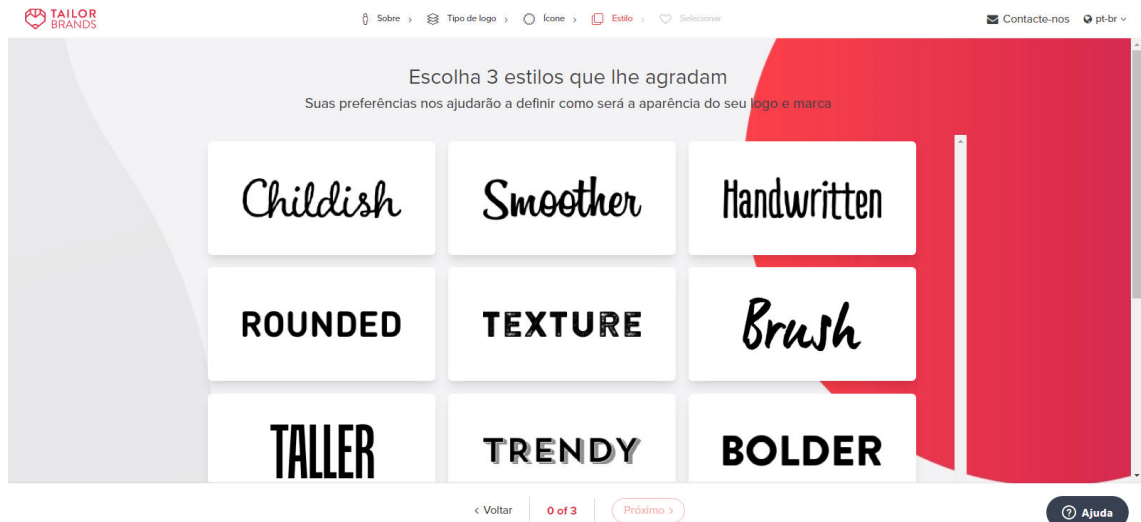 TAILOR
BRANDS
Sobre > Tipo de logo > Ícone > Estilo > Selecionar
Contacte-nos pt-br
Escolha 3 estilos que lhe agradam
Suas preferências nos ajudarão a definir como será a aparência do seu logo e marca
Childish Smoother Handwritten
ROUNDED TEXTURE Brush
TALLER TRENDY BOLDER
< Voltar 0 of 3 Próximo >
? Ajuda